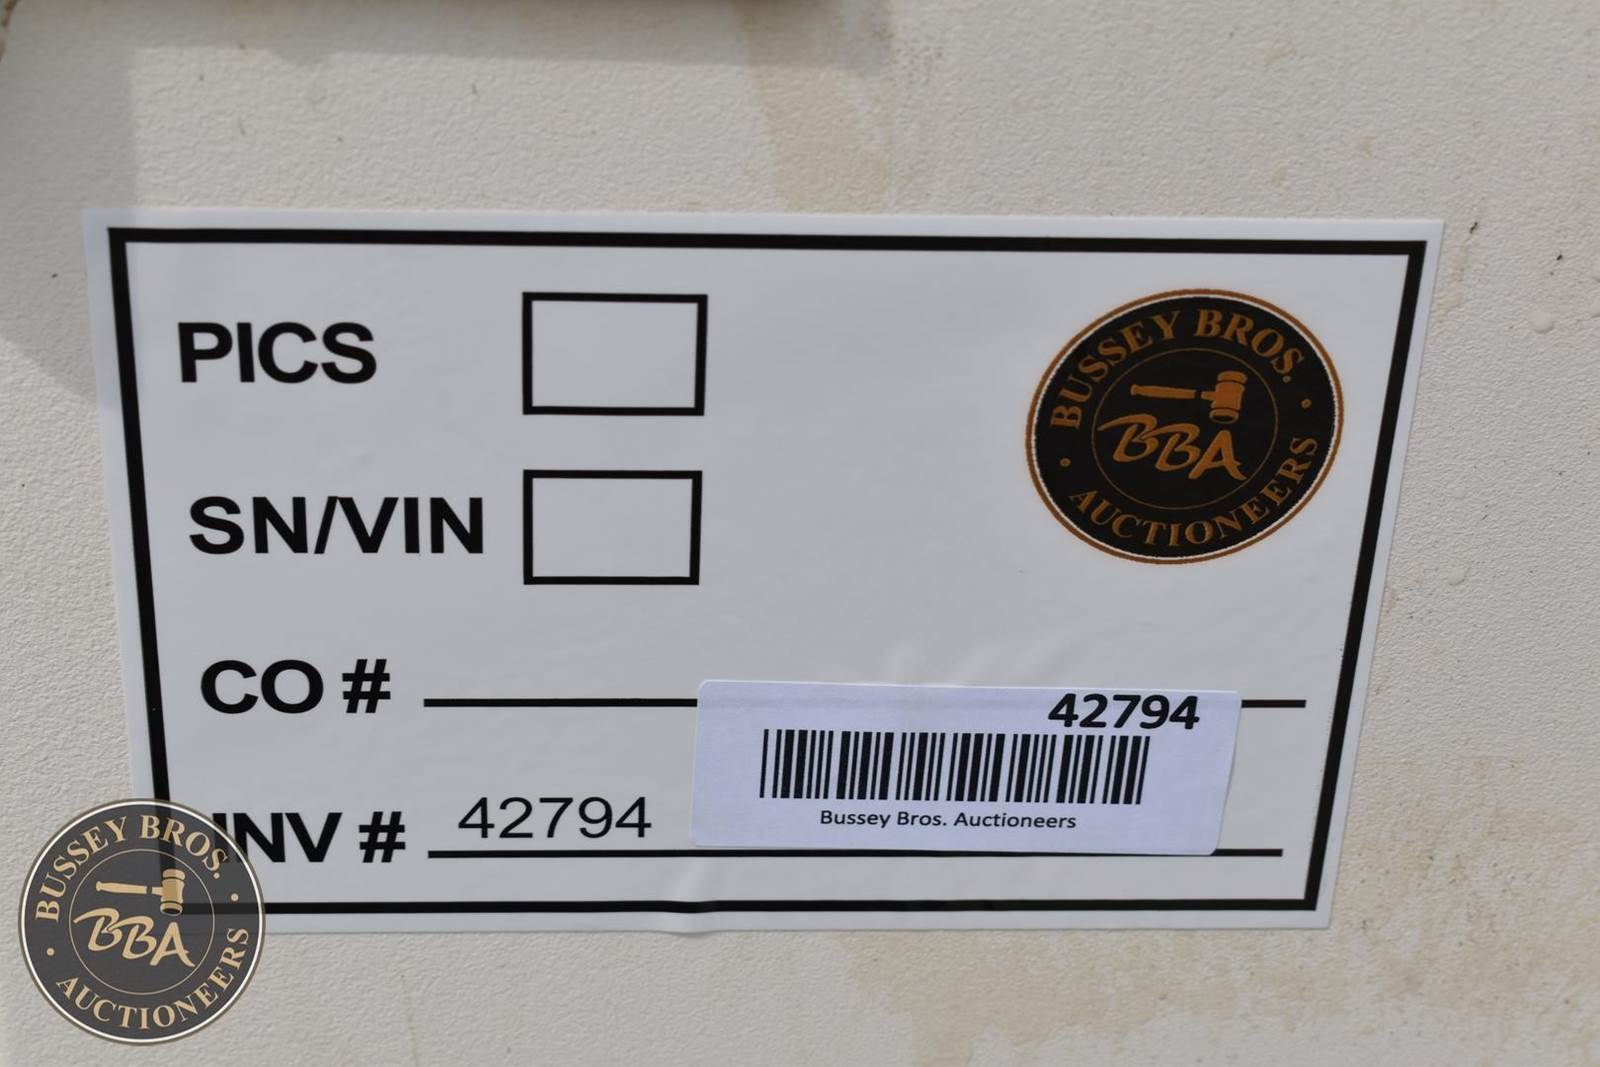 PICS
BUSSEY BROS.
BBA
AUCTIONEERS
SN/VIN
CO #
42794
INV # 42794
Bussey Bros. Auctioneers
BUSSEY BROS.
BBA
AUCTIONEERS